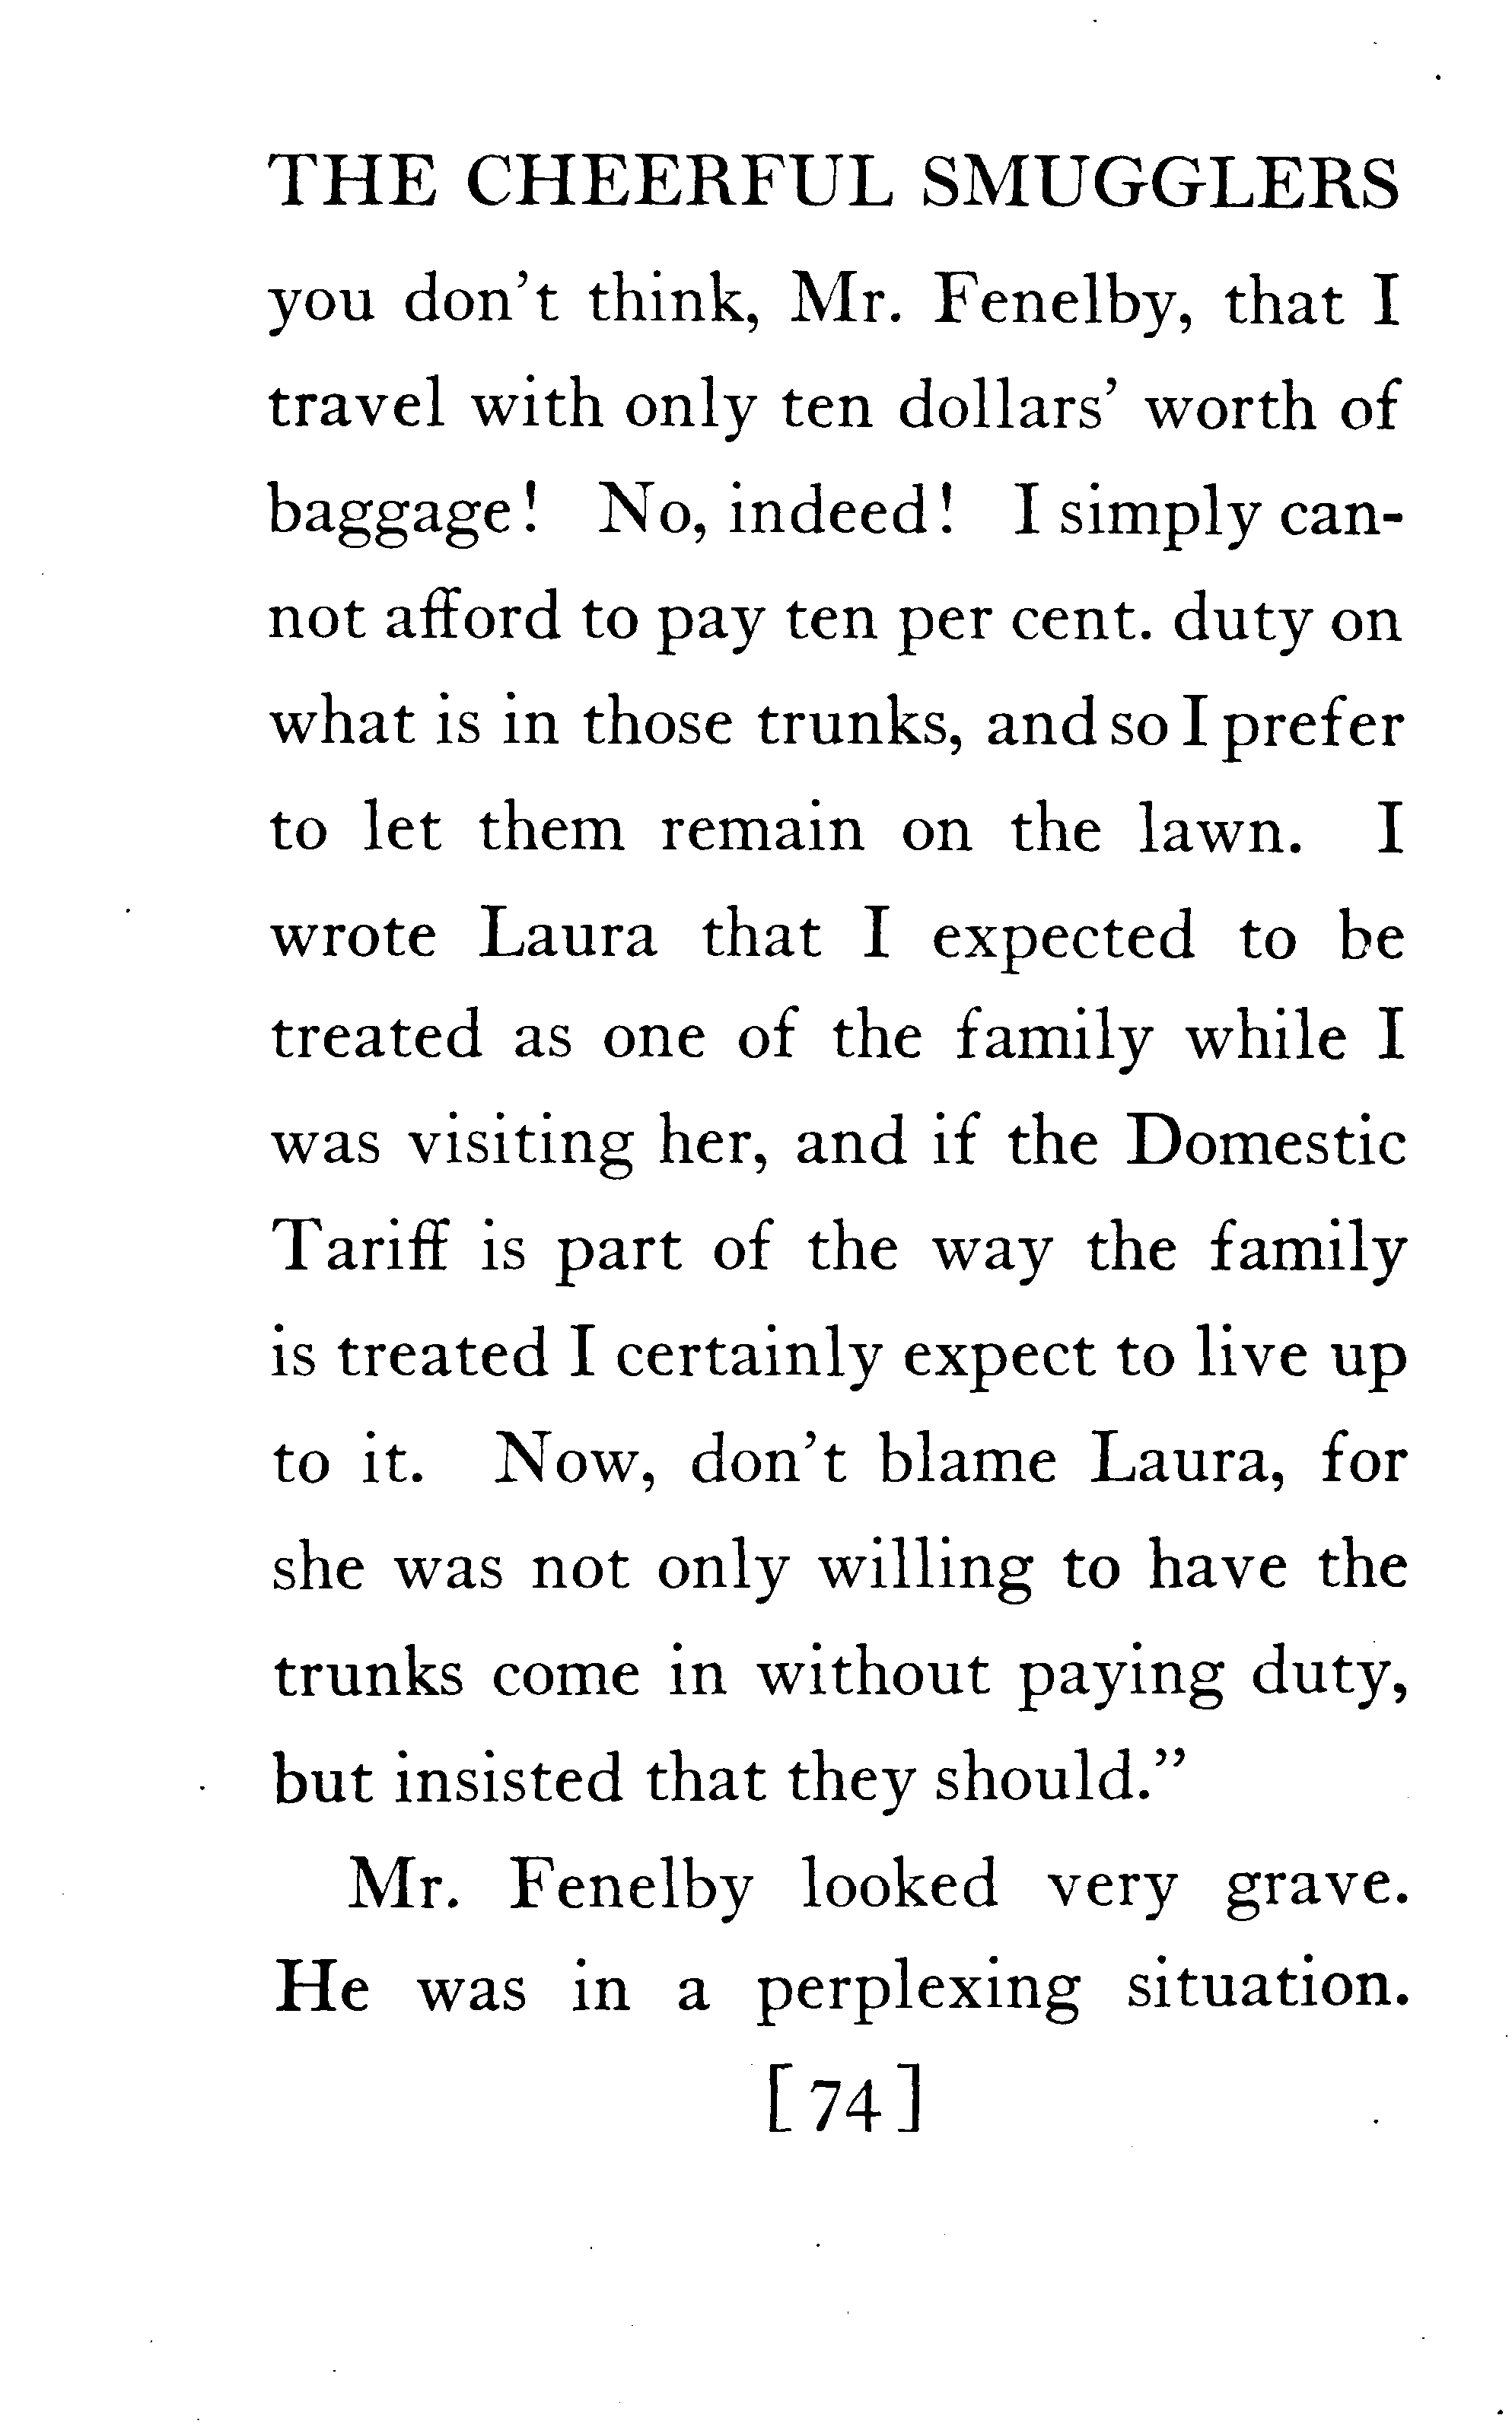 THE CHEERFUL SMUGGLERS
you don't think, Mr. Fenelby, that I
travel with only ten dollars' worth of
baggage! No, indeed! I simply can-
not afford to pay ten per cent. duty on
what is in those trunks, and so I prefer
to let them remain on the lawn. I
wrote Laura that I expected to be
treated as one of the family while I
was visiting her, and if the Domestic
Tariff is part of the way the family
is treated I certainly expect to live up
to it. Now, don't blame Laura, for
she was not only willing to have the
trunks come in without paying duty,
but insisted that they should."
Mr. Fenelby looked very grave.
He was in a perplexing situation.
[74]